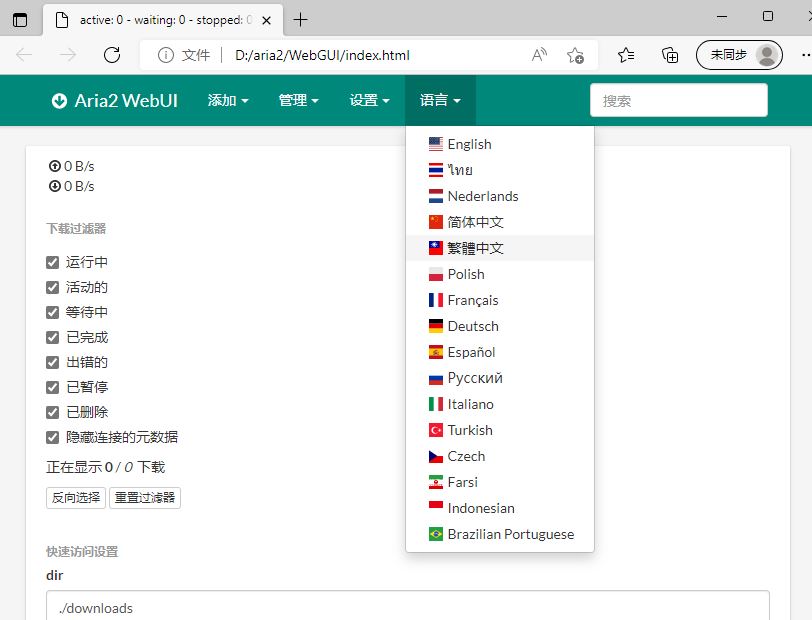 active: 0 - waiting: 0 - stopped: 0
文件 D:/aria2/WebGUI/index.html
未同步
Aria2 WebUI 添加 管理 设置 语言 搜索
English
ไทย
Nederlands
简体中文
繁體中文
Polish
Français
Deutsch
Español
Русский
Italiano
Turkish
Czech
Farsi
Indonesian
Brazilian Portuguese
0 B/s
0 B/s
下载过滤器
运行中
活动的
等待中
已完成
出错的
已暂停
已删除
隐藏连接的元数据
正在显示 0 / 0 下载
反向选择 重置过滤器
快速访问设置
dir
./downloads